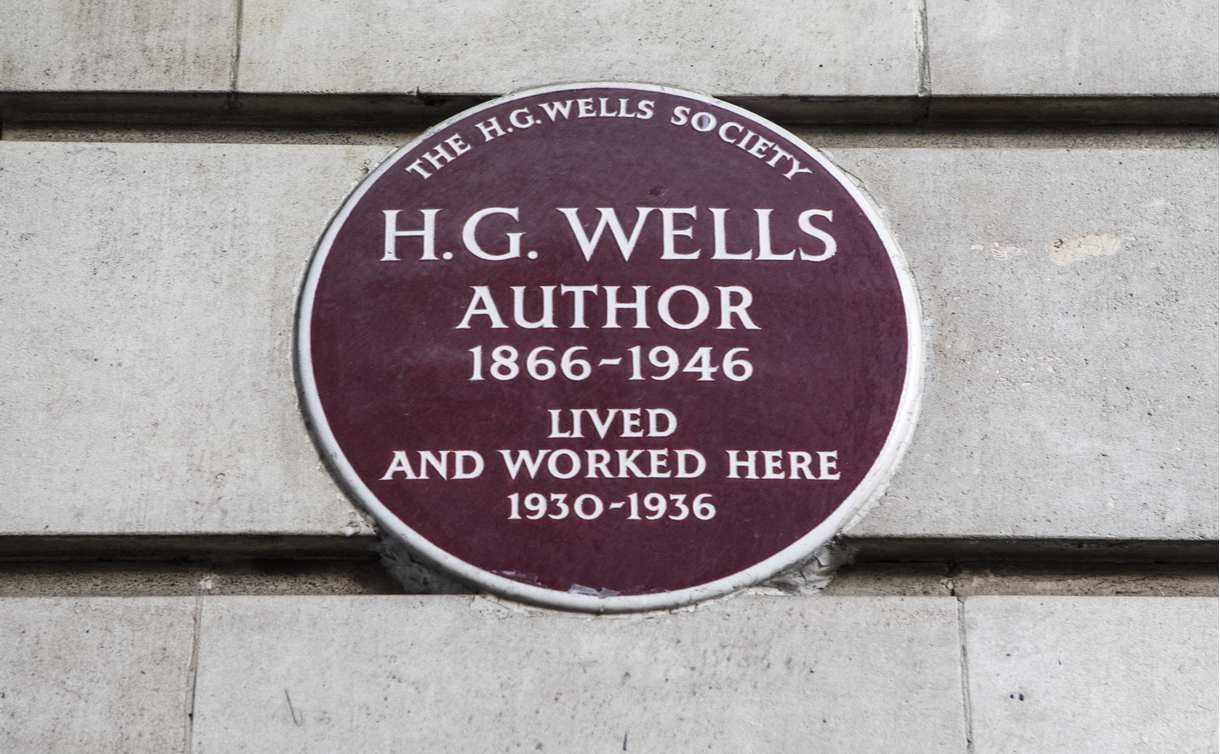 THE H.G.WELLS SOCIETY
H.G. WELLS
AUTHOR
1866-1946
LIVED
AND WORKED HERE
1930-1936